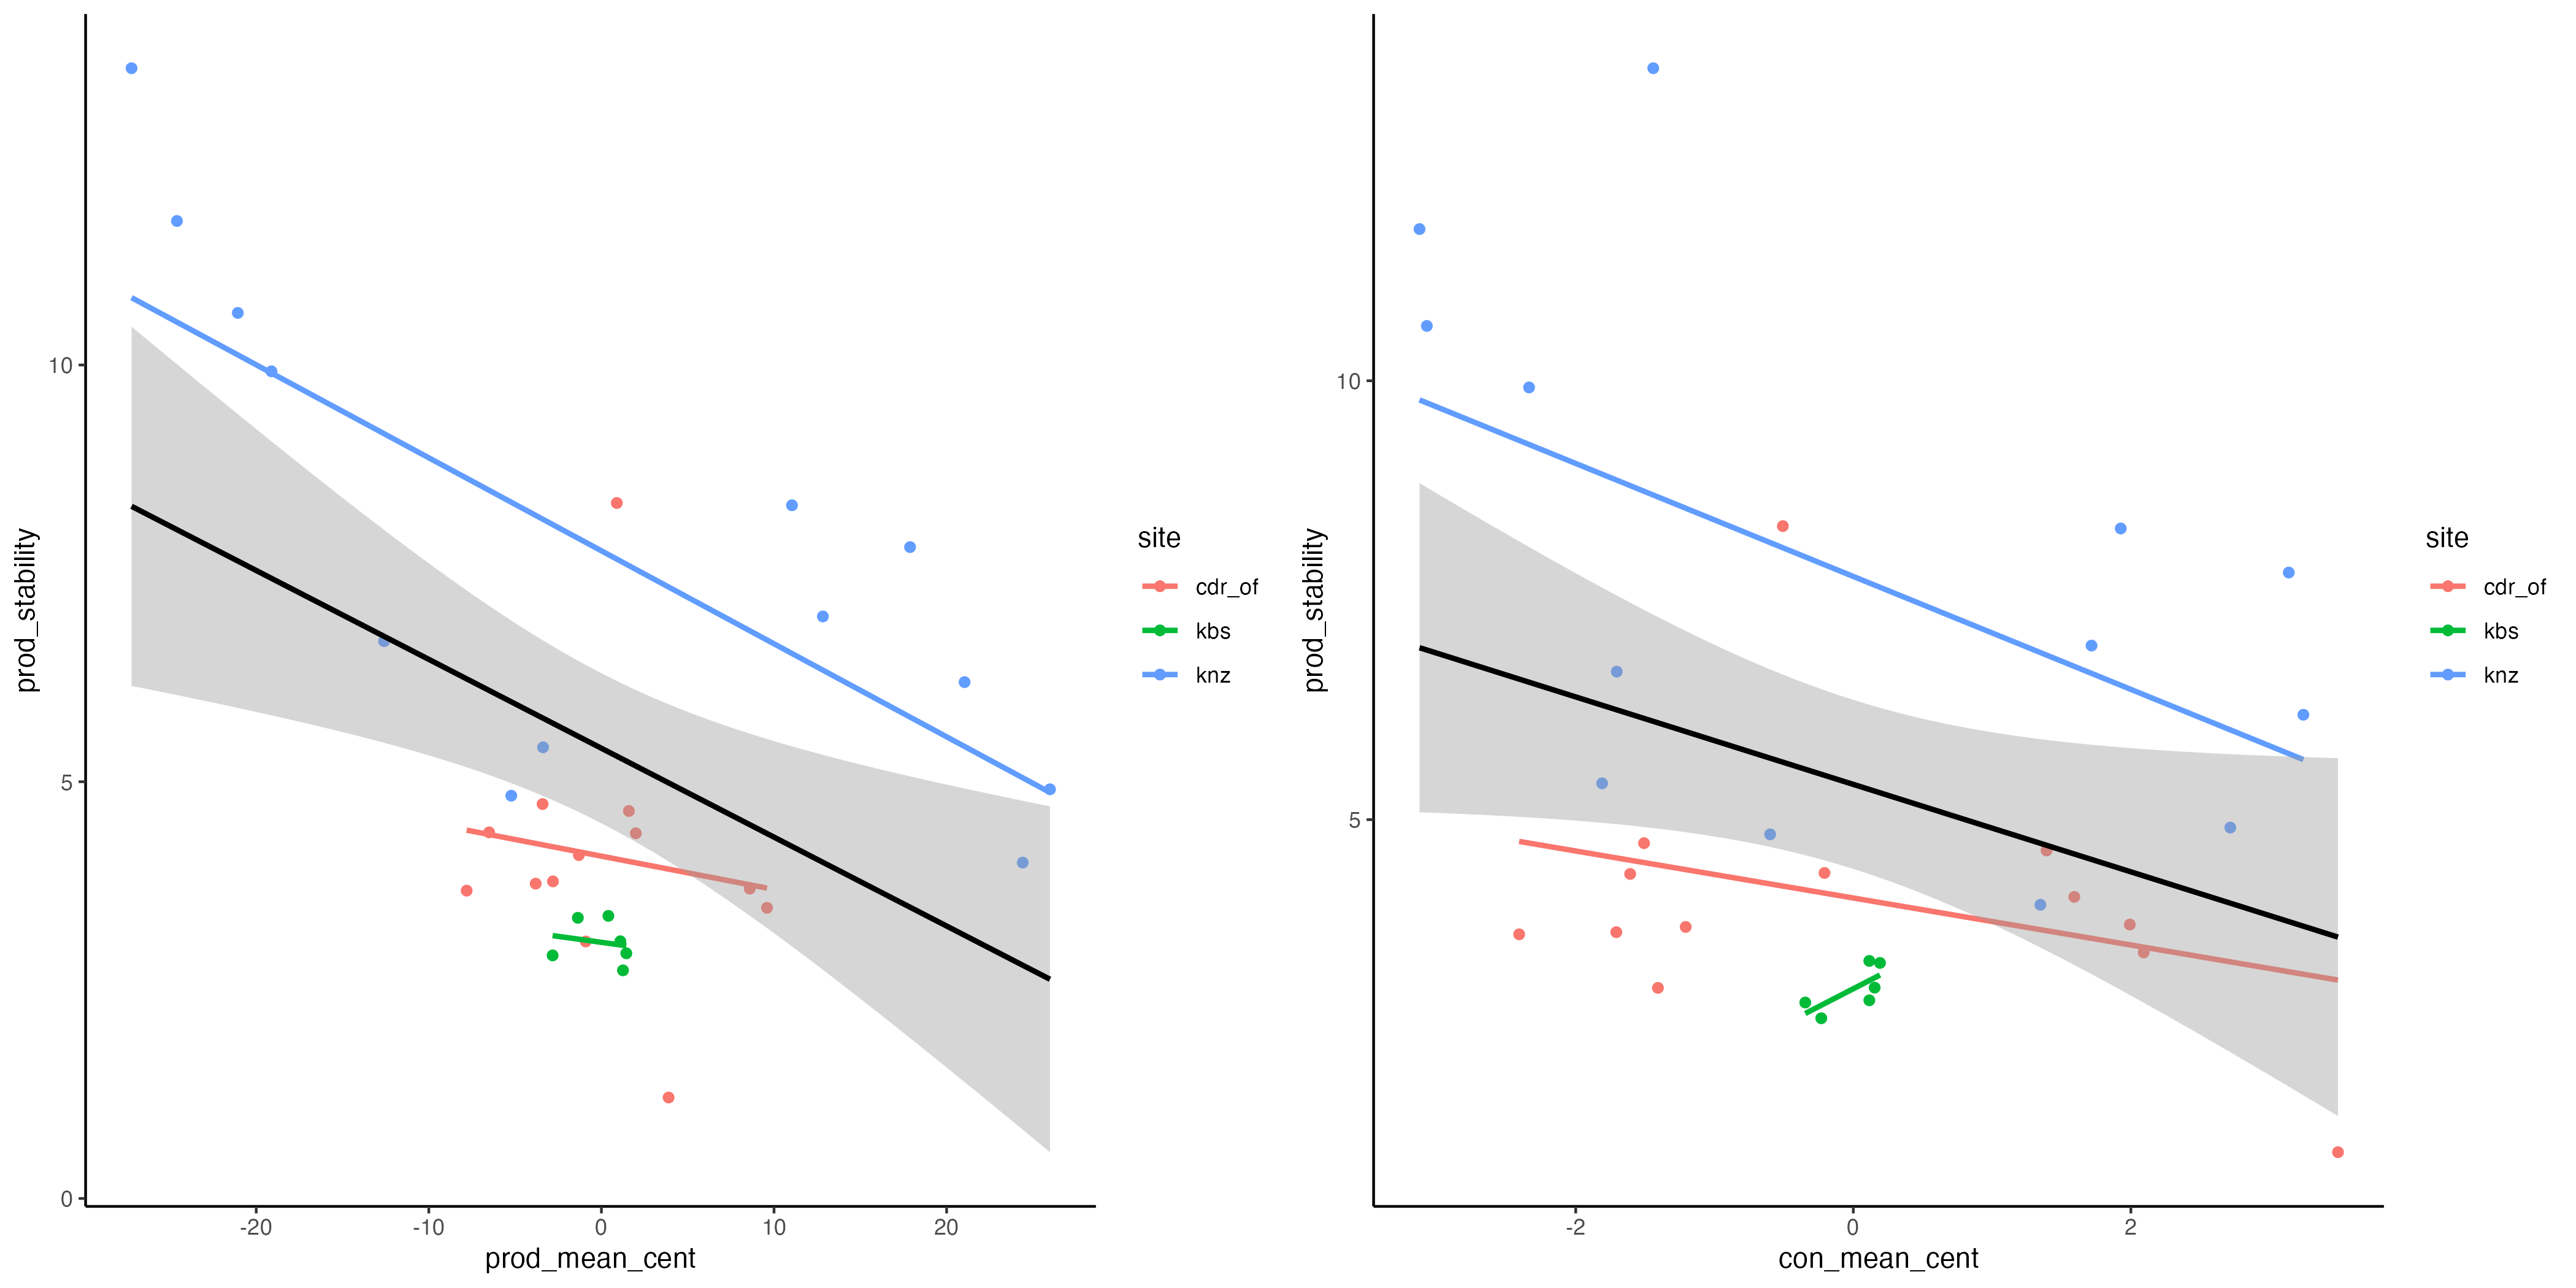 prod_stability
10
5
0
-20
-10
0
10
20
prod_mean_cent
site
cdr_of
kbs
knz
prod_stability
10
5
-2
0
2
con_mean_cent
site
cdr_of
kbs
knz